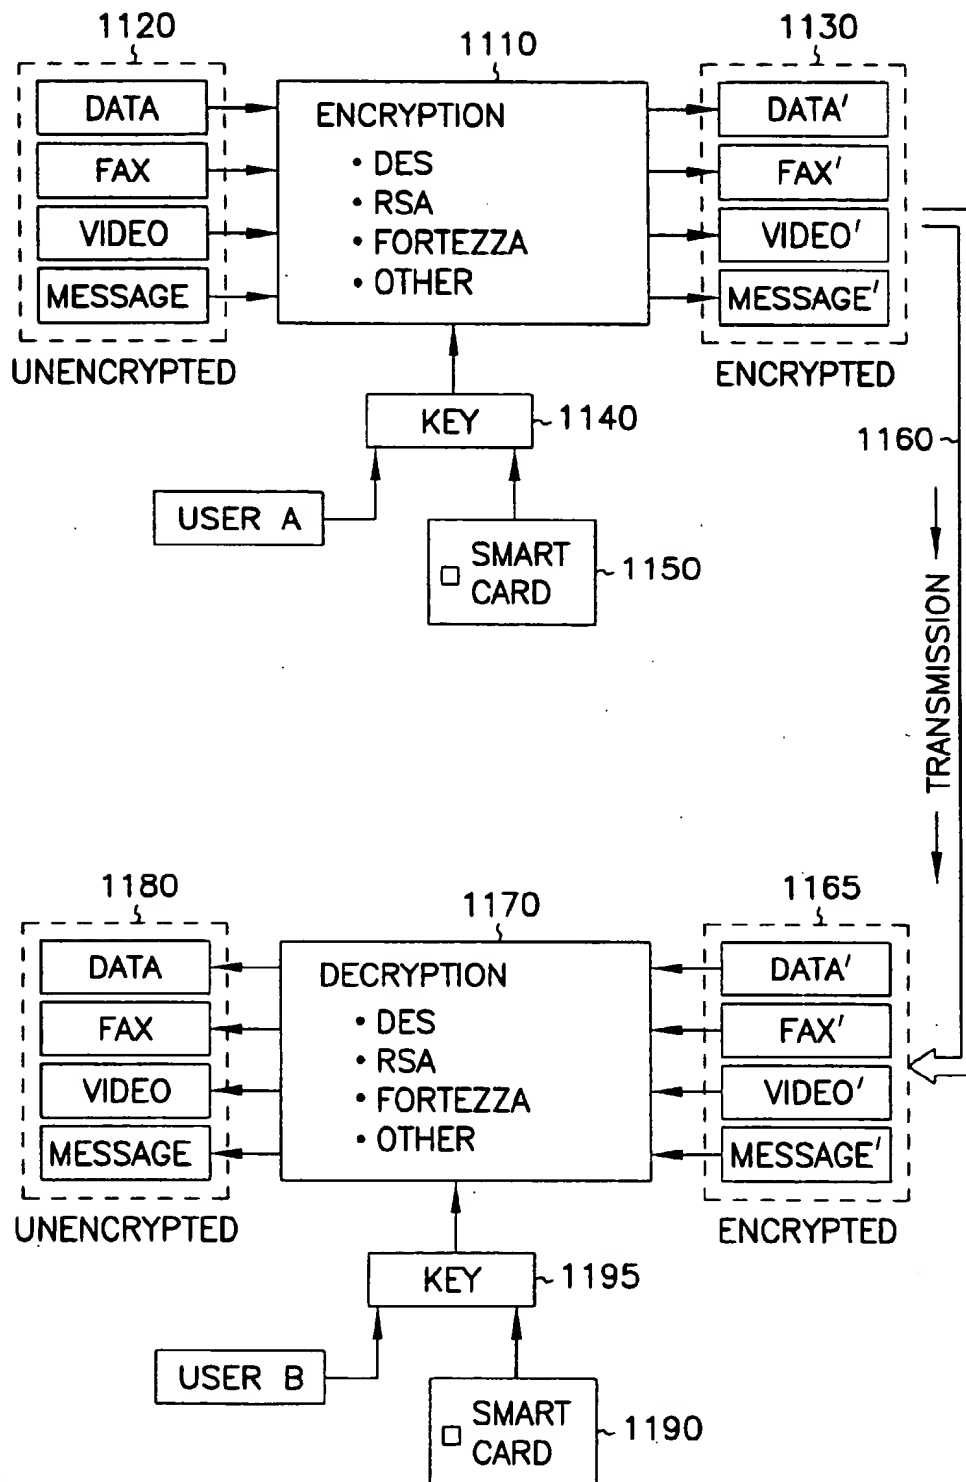 1120
1110
1130
DATA
FAX
VIDEO
MESSAGE
UNENCRYPTED
ENCRYPTION
• DES
• RSA
• FORTEZZA
• OTHER
DATA'
FAX'
VIDEO'
MESSAGE'
ENCRYPTED
KEY
1140
1160
USER A
SMART
CARD
1150
TRANSMISSION
1180
1170
1165
DATA
FAX
VIDEO
MESSAGE
UNENCRYPTED
DECRYPTION
• DES
• RSA
• FORTEZZA
• OTHER
DATA'
FAX'
VIDEO'
MESSAGE'
ENCRYPTED
KEY
1195
USER B
SMART
CARD
1190